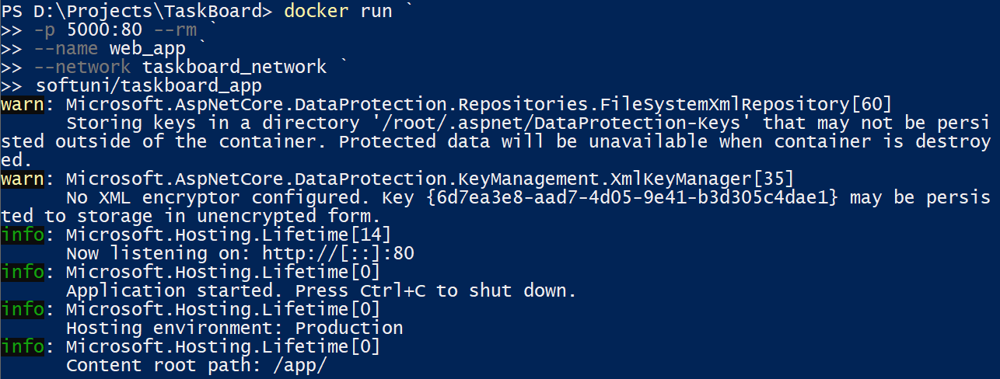 PS D:\Projects\TaskBoard> docker run `
>> -p 5000:80 --rm `
>> --name web_app `
>> --network taskboard_network `
>> softuni/taskboard_app
warn: Microsoft.AspNetCore.DataProtection.Repositories.FileSystemXmlRepository[60]
      Storing keys in a directory '/root/.aspnet/DataProtection-Keys' that may not be persi
sted outside of the container. Protected data will be unavailable when container is destroy
ed.
warn: Microsoft.AspNetCore.DataProtection.KeyManagement.XmlKeyManager[35]
      No XML encryptor configured. Key {6d7ea3e8-aad7-4d05-9e41-b3d305c4dae1} may be persis
ted to storage in unencrypted form.
info: Microsoft.Hosting.Lifetime[14]
      Now listening on: http://[::]:80
info: Microsoft.Hosting.Lifetime[0]
      Application started. Press Ctrl+C to shut down.
info: Microsoft.Hosting.Lifetime[0]
      Hosting environment: Production
info: Microsoft.Hosting.Lifetime[0]
      Content root path: /app/